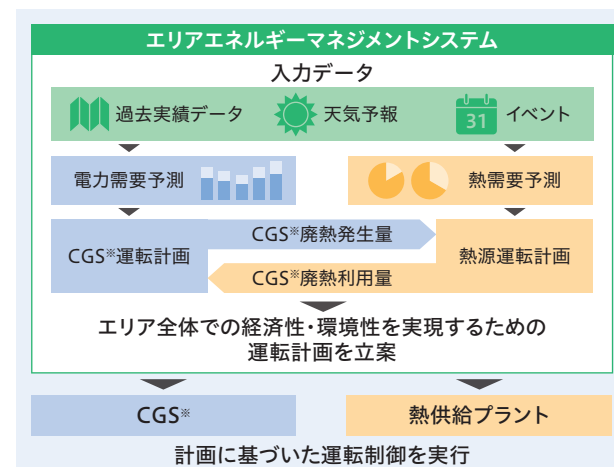 エリアエネルギーマネジメントシステム
入力データ
過去実績データ
天気予報
31
イベント
電力需要予測
熱需要予測
CGS※運転計画
CGS※廃熱発生量
CGS※廃熱利用量
熱源運転計画
エリア全体での経済性・環境性を実現するための
運転計画を立案
CGS※
熱供給プラント
計画に基づいた運転制御を実行